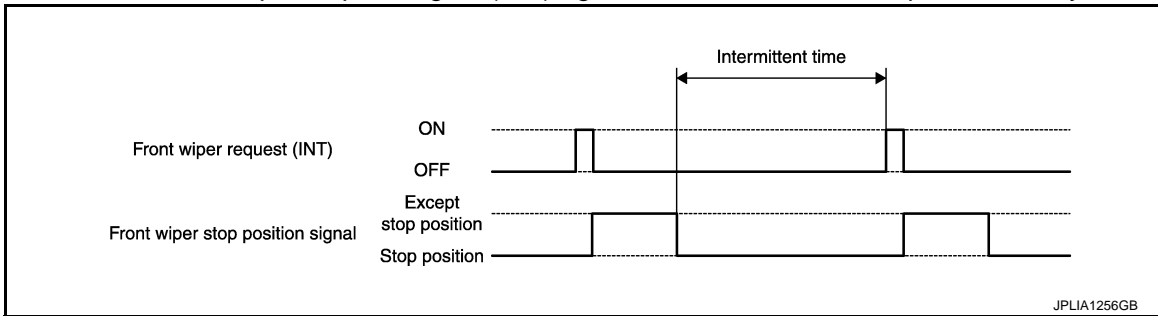 Intermittent time
ON
Front wiper request (INT)
OFF
Except
stop position
Front wiper stop position signal
Stop position
JPLIA1256GB